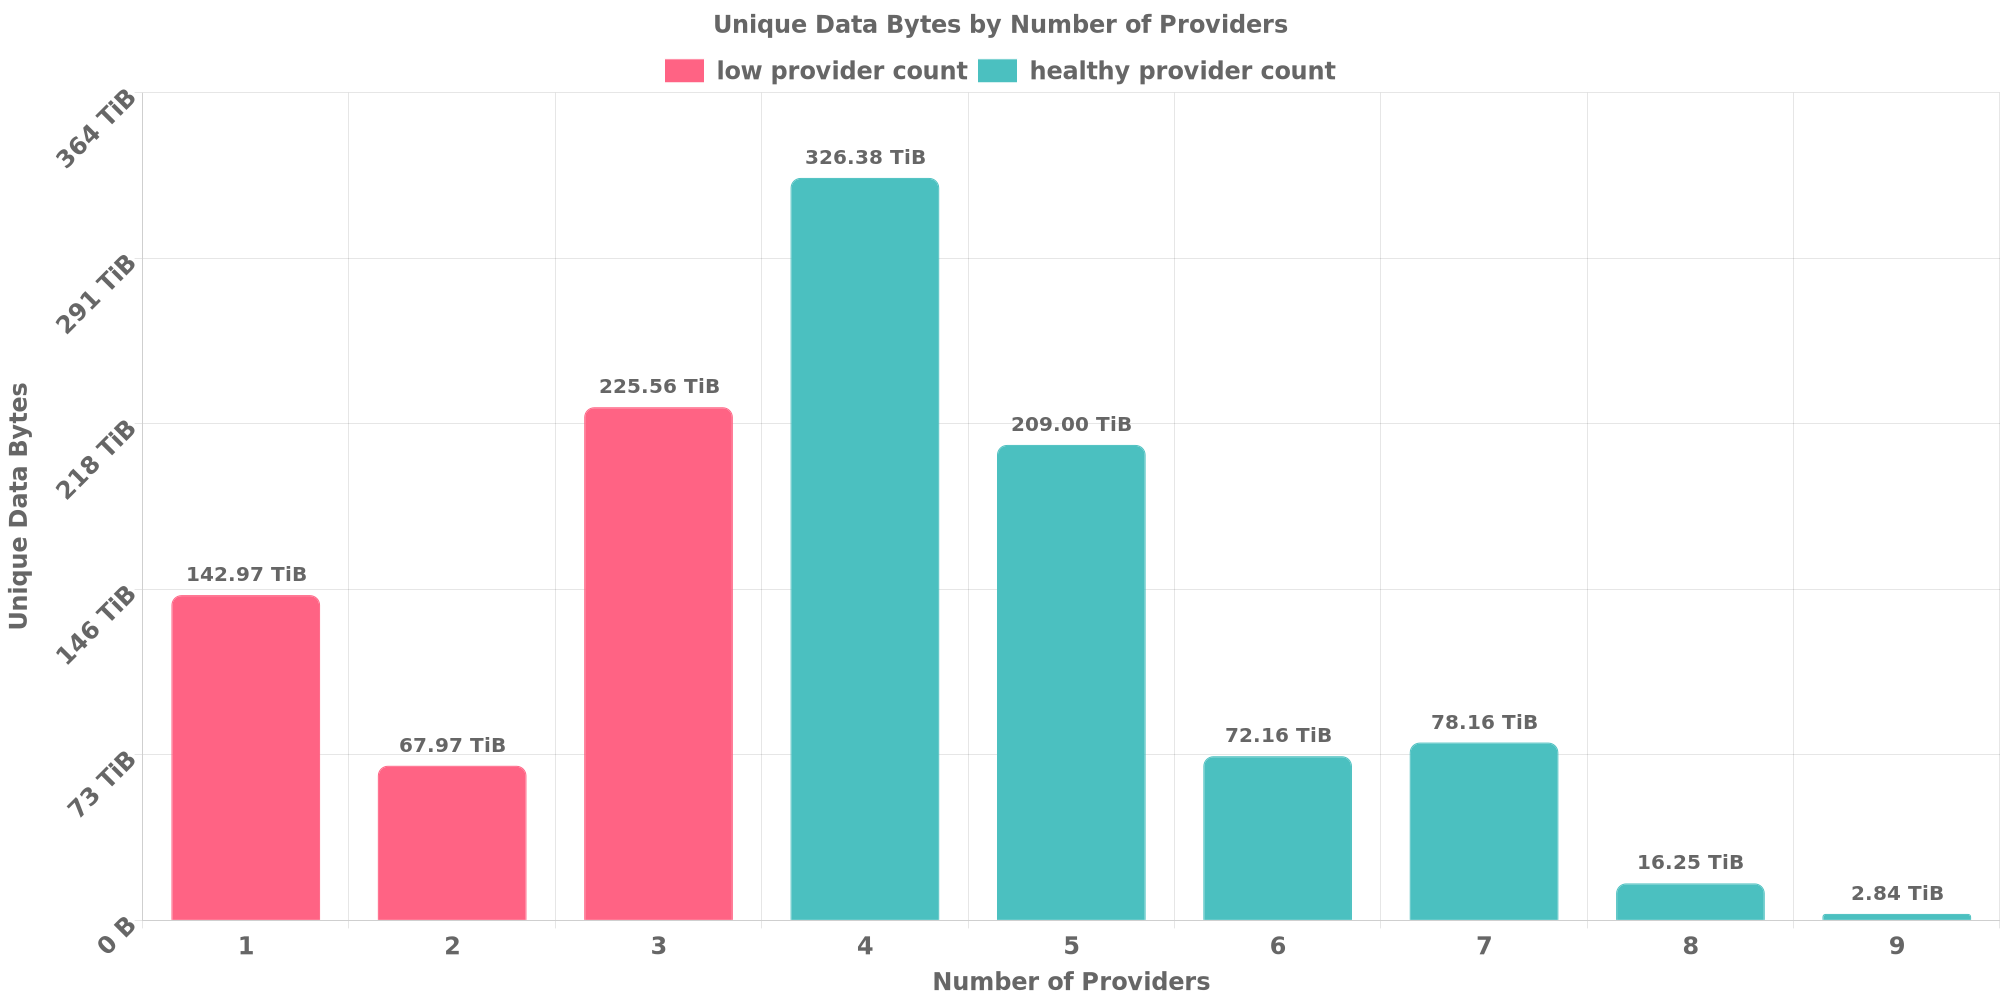 Unique Data Bytes by Number of Providers
low provider count healthy provider count
Unique Data Bytes
364 TiB
291 TiB
218 TiB
146 TiB
73 TiB
0 B
142.97 TiB
67.97 TiB
225.56 TiB
326.38 TiB
209.00 TiB
72.16 TiB
78.16 TiB
16.25 TiB
2.84 TiB
1 2 3 4 5 6 7 8 9
Number of Providers